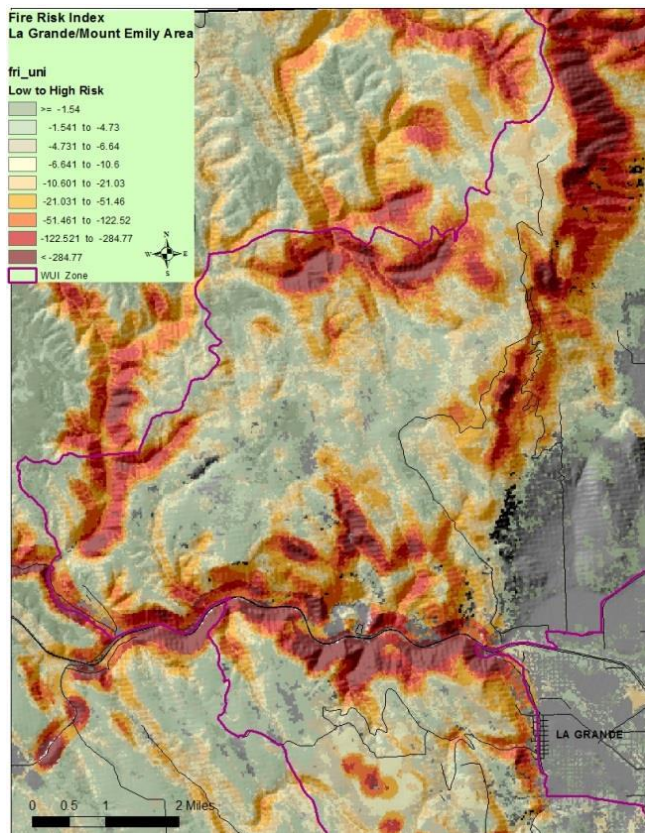 Fire Risk Index
La Grande/Mount Emily Area
fri_uni
Low to High Risk
>= -1.54
-1.541 to -4.73
-4.731 to -6.64
-6.641 to -10.6
-10.601 to -21.03
-21.031 to -51.46
-51.461 to -122.52
-122.521 to -284.77
< -284.77
WUI Zone
N
W E
S
LA GRANDE
0 0.5 1 2 Miles